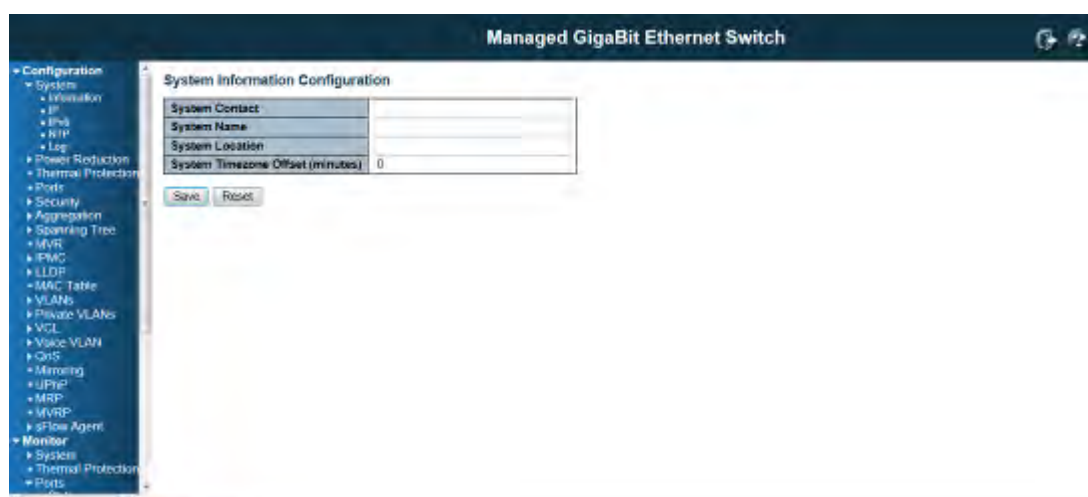 Managed GigaBit Ethernet Switch
Configuration
System
Information
IP
IPv6
NTP
Log
Power Reduction
Thermal Protection
Ports
Security
Aggregation
Spanning Tree
MVR
IPMC
LLDP
MAC Table
VLANs
Private VLANs
VCL
Voice VLAN
QoS
Mirroring
UPnP
MRP
MVRP
sFlow Agent
Monitor
System
Thermal Protection
Ports
System Information Configuration
System Contact
System Name
System Location
System Timezone Offset (minutes) 0
Save Reset